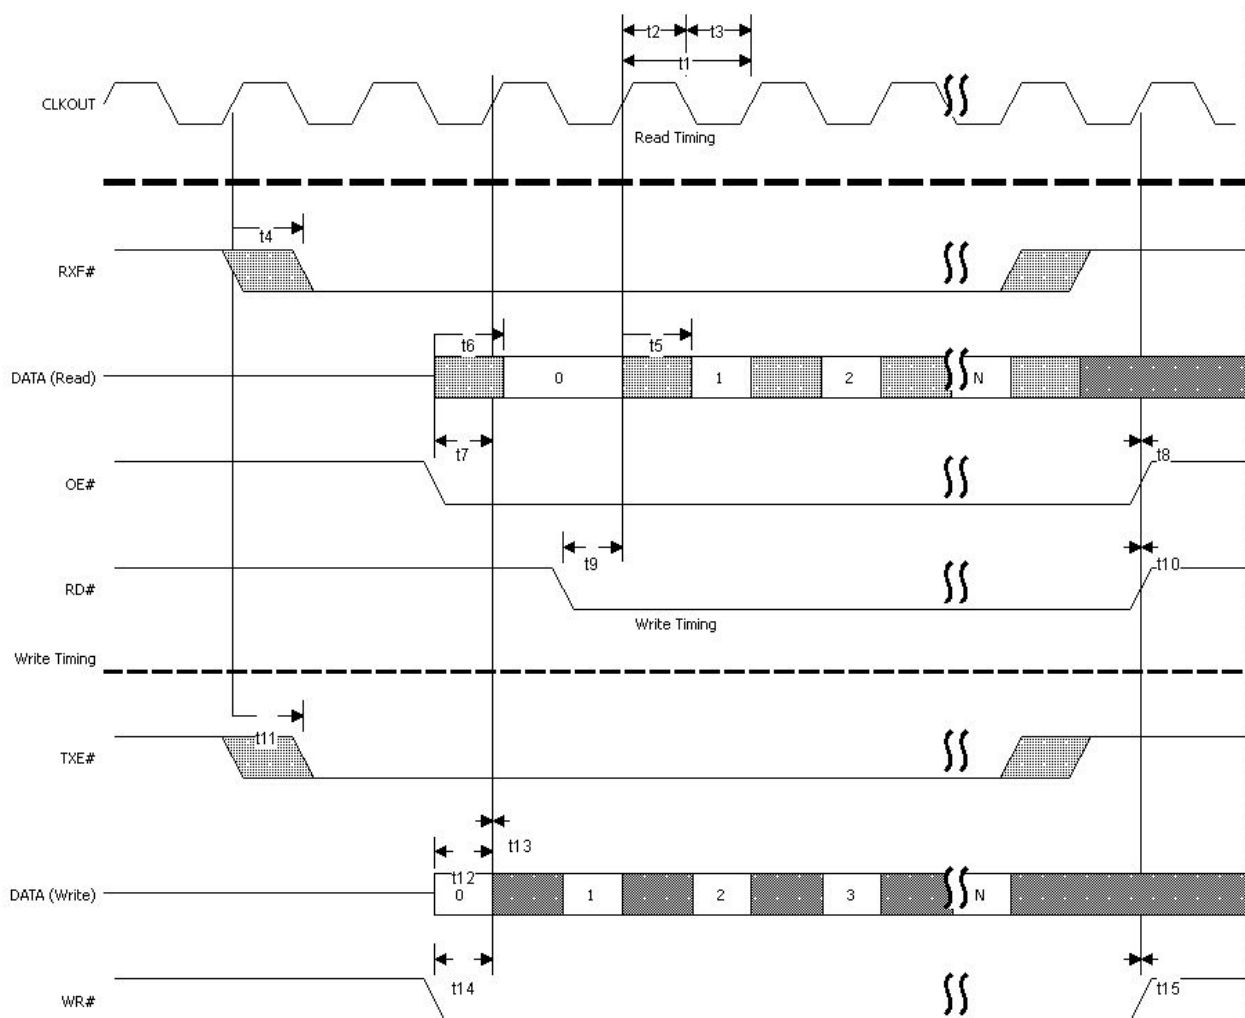 t2 t3
t1
CLKOUT
Read Timing
t4
RXF#
t6 t5
DATA (Read) 0 1 2 N
t7 t8
OE#
t9 t10
RD#
Write Timing
Write Timing
t11
TXE#
t13
t12
DATA (Write) 0 1 2 3 N
t14 t15
WR#